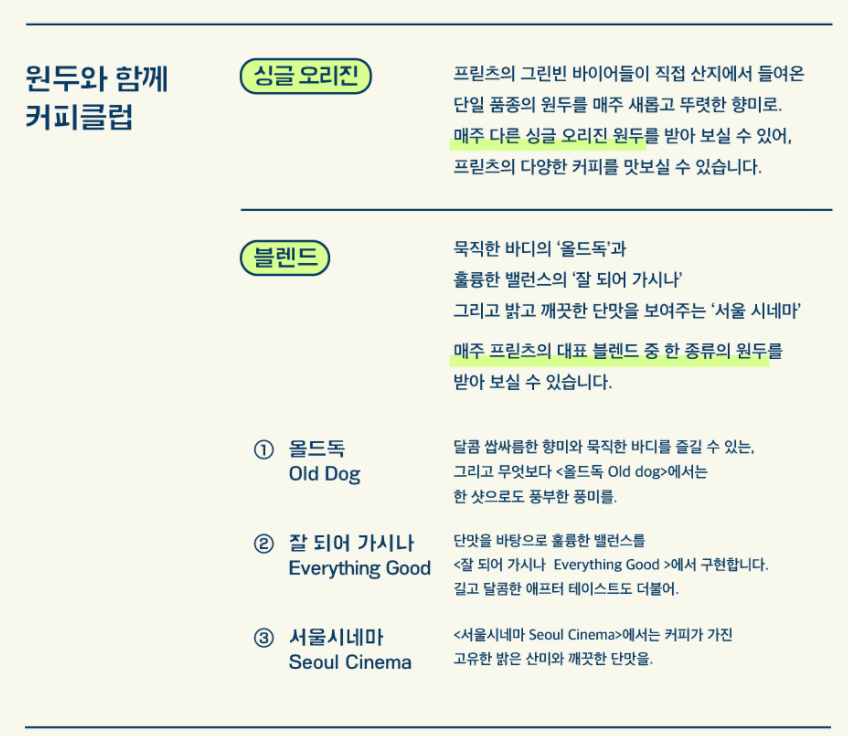 원두와 함께
커피클럽
싱글 오리진
프릳츠의 그린빈 바이어들이 직접 산지에서 들여온
단일 품종의 원두를 매주 새롭고 뚜렷한 향미로.
매주 다른 싱글 오리진 원두를 받아 보실 수 있어,
프릳츠의 다양한 커피를 맛보실 수 있습니다.
블렌드
묵직한 바디의 ‘올드독’과
훌륭한 밸런스의 ‘잘 되어 가시나’
그리고 밝고 깨끗한 단맛을 보여주는 ‘서울 시네마’
매주 프릳츠의 대표 블렌드 중 한 종류의 원두를
받아 보실 수 있습니다.
① 올드독
Old Dog
달콤 쌉싸름한 향미와 묵직한 바디를 즐길 수 있는,
그리고 무엇보다 <올드독 Old dog>에서는
한 샷으로도 풍부한 풍미를.
② 잘 되어 가시나
Everything Good
단맛을 바탕으로 훌륭한 밸런스를
<잘 되어 가시나 Everything Good >에서 구현합니다.
길고 달콤한 애프터 테이스트도 더불어.
③ 서울시네마
Seoul Cinema
<서울시네마 Seoul Cinema>에서는 커피가 가진
고유한 밝은 산미와 깨끗한 단맛을.